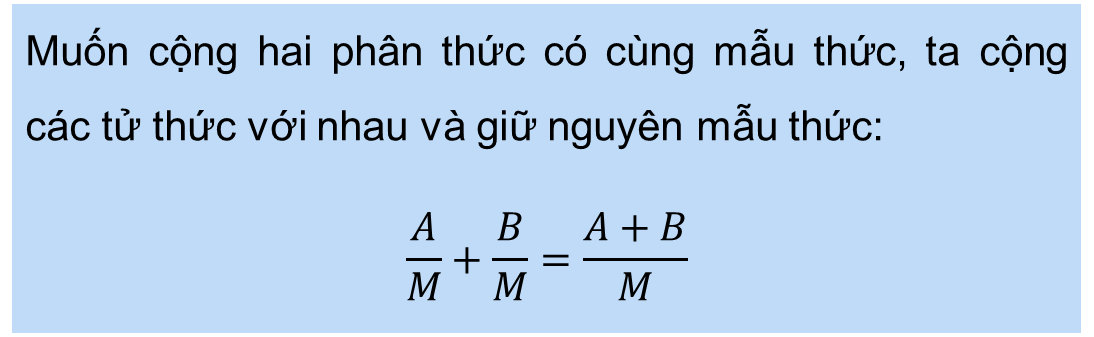 Muốn cộng hai phân thức có cùng mẫu thức, ta cộng
các tử thức với nhau và giữ nguyên mẫu thức:
A/M + B/M = (A + B)/M